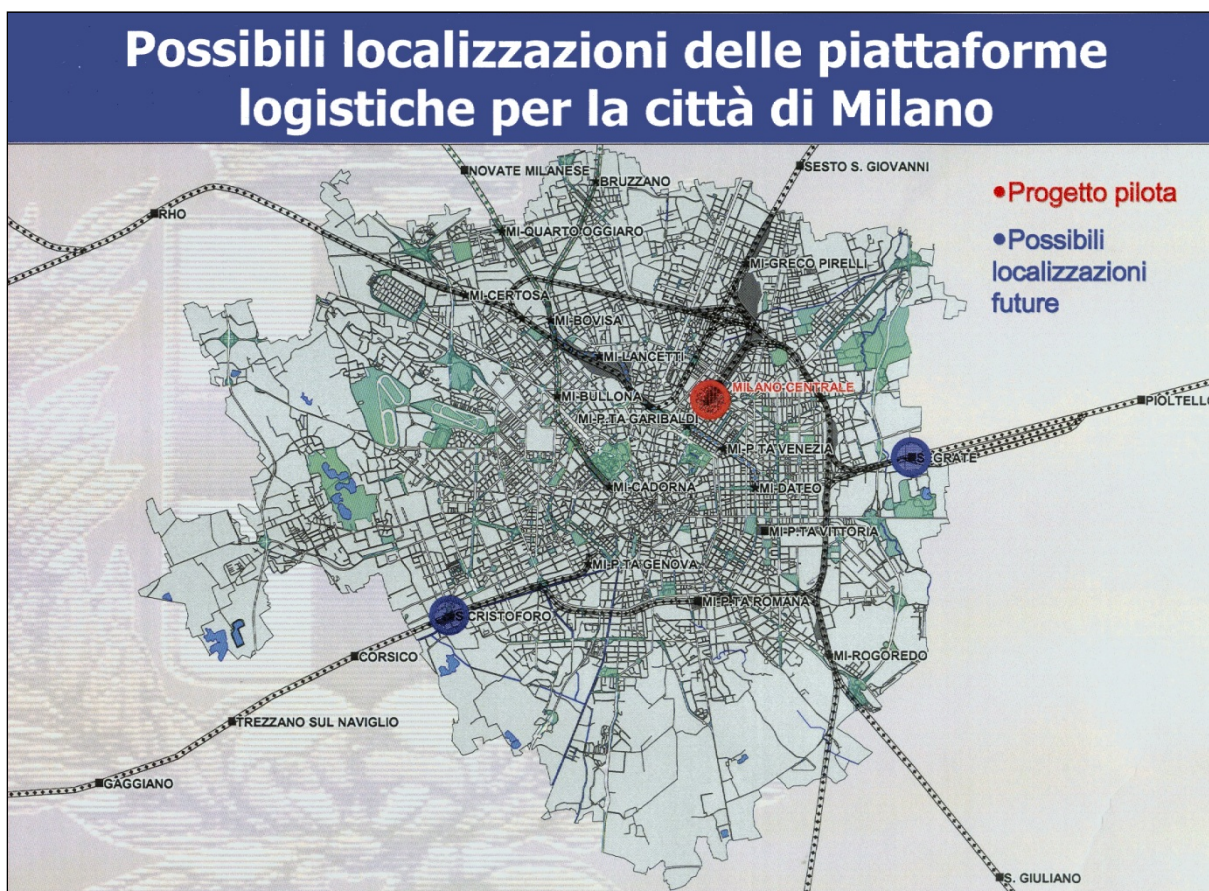 Possibili localizzazioni delle piattaforme
logistiche per la città di Milano
NOVATE MILANESE
BRUZZANO
SESTO S. GIOVANNI
Progetto pilota
RHO
MI-QUARTO OGGIARO
Possibili
localizzazioni
future
MI-GRECO PIRELLI
MI-CERTOSA
MI-BOVISA
MI-LANCETTI
MILANO CENTRALE
MI-BULLONA
PIOLTELLO
MI-P.TA GARIBALDI
MI-P.TA VENEZIA
SEGRATE
MI-CADORNA
MI-DATEO
MI-P.TA VITTORIA
MI-P.TA GENOVA
MI-P.TA ROMANA
S.CRISTOFORO
CORSICO
MI-ROGOREDO
TREZZANO SUL NAVIGLIO
GAGGIANO
S. GIULIANO